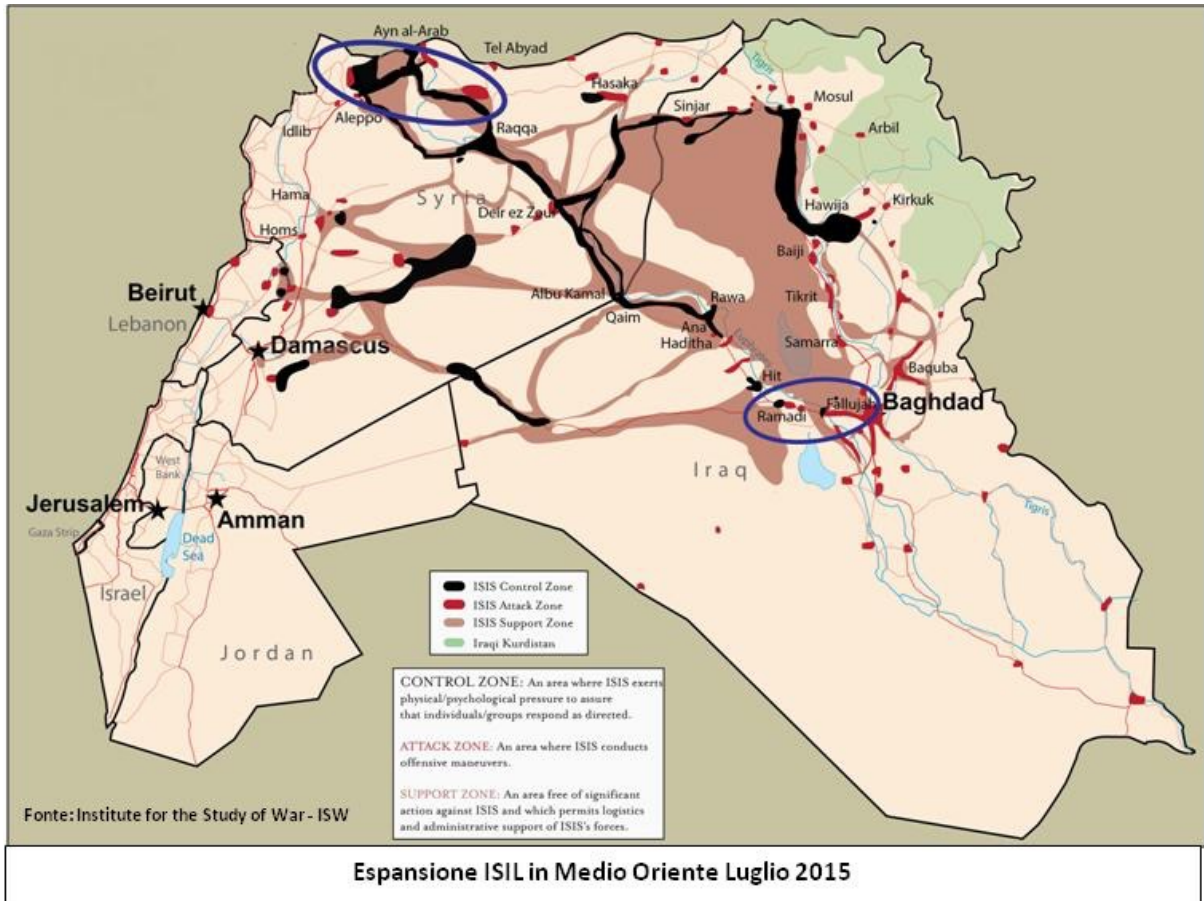 Ayn al-Arab
Tel Abyad
Tigris
Hasaka
Mosul
Sinjar
Aleppo
Arbil
Idlib
Raqqa
Hama
Syria
Hawija
Kirkuk
Deir ez Zour
Homs
Baiji
Beirut
Albu Kamal
Rawa
Tikrit
Lebanon
Qaim
Ana
Haditha
Euphrates
Samarra
Damascus
Baquba
Hit
Ramadi
Fallujah
Baghdad
West
Bank
Iraq
Jerusalem
Amman
Tigris
Gaza Strip
Dead
Sea
Israel
Jordan
ISIS Control Zone
ISIS Attack Zone
ISIS Support Zone
Iraqi Kurdistan
CONTROL ZONE: An area where ISIS exerts
physical/psychological pressure to assure
that individuals/groups respond as directed.
ATTACK ZONE: An area where ISIS conducts
offensive maneuvers.
SUPPORT ZONE: An area free of significant
action against ISIS and which permits logistics
and administrative support of ISIS's forces.
Fonte: Institute for the Study of War - ISW
Espansione ISIL in Medio Oriente Luglio 2015